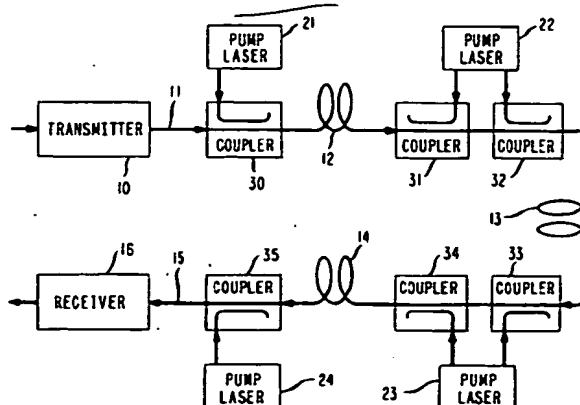 21
PUMP
LASER
22
PUMP
LASER
11
TRANSMITTER
10
COUPLER
30
12
COUPLER
31
COUPLER
32
13
16
RECEIVER
15
35
COUPLER
14
34
COUPLER
33
COUPLER
PUMP
LASER
24
23
PUMP
LASER